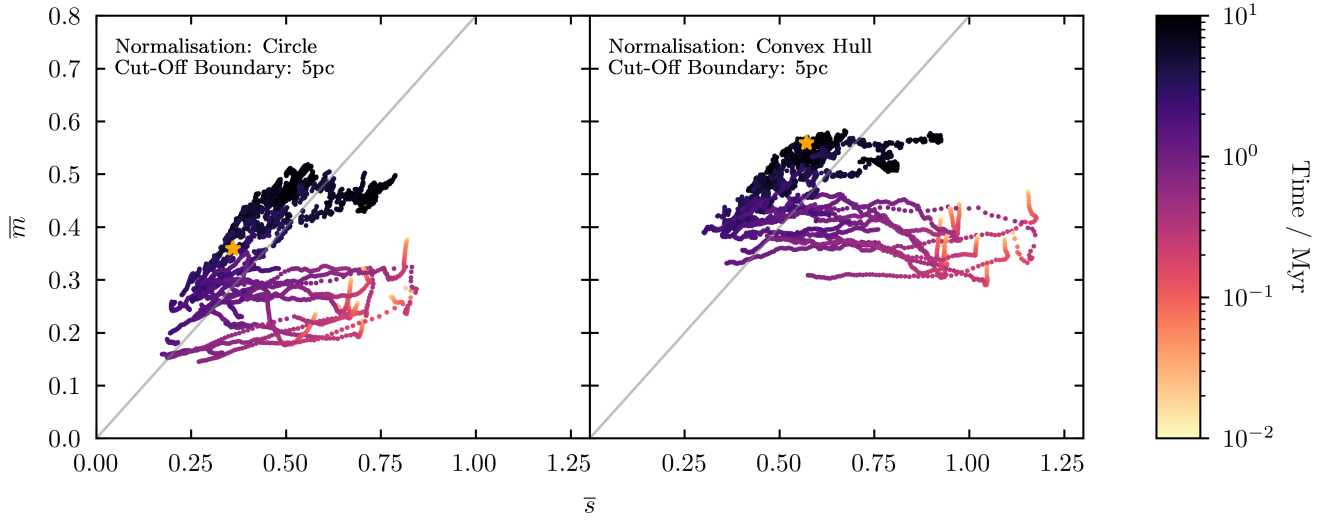 Normalisation: Circle
Cut-Off Boundary: 5pc
Normalisation: Convex Hull
Cut-Off Boundary: 5pc
0.8
0.7
0.6
0.5
0.4
0.3
0.2
0.1
0.0
m̅
0.00 0.25 0.50 0.75 1.00 1.25
0.25 0.50 0.75 1.00 1.25
s̅
10¹
10⁰
10⁻¹
10⁻²
Time / Myr